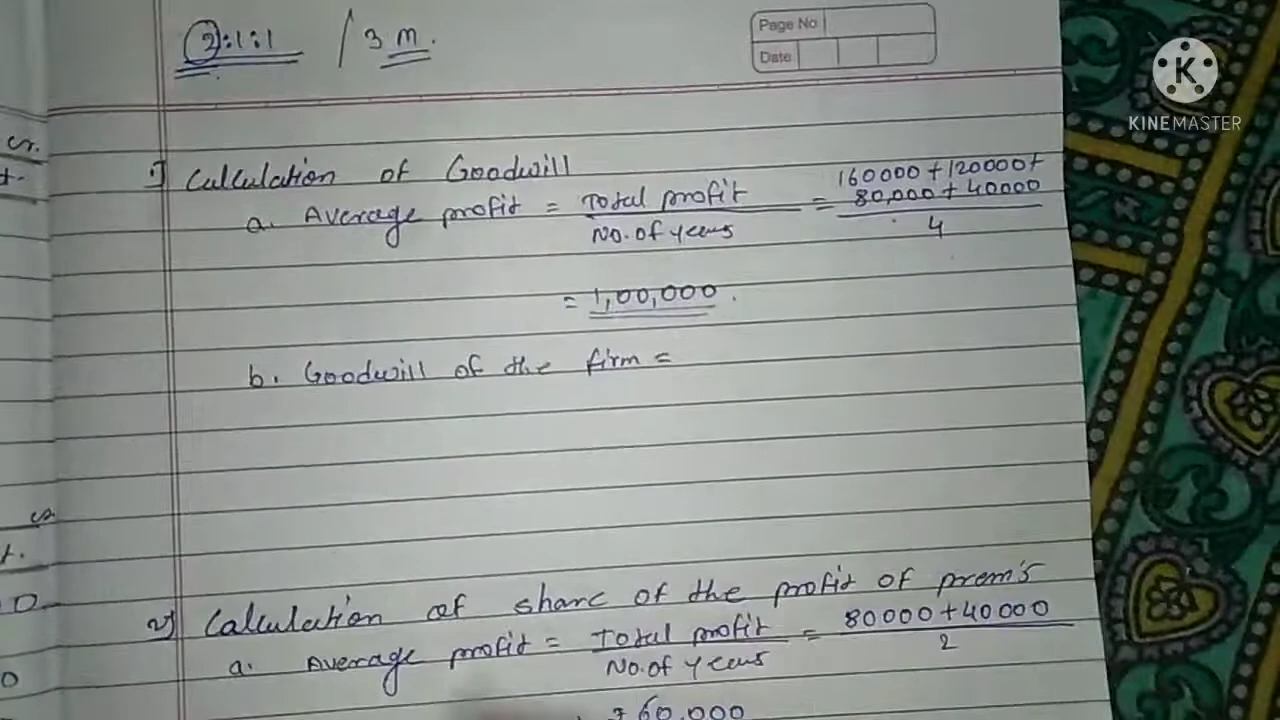 2:1:1 / 3 m.
Page No
Date
K
KINEMASTER
cr.
t.
1) Calculation of Goodwill
a. Average profit = Total profit / No. of years = 160000 + 120000 + 80,000 + 40000 / 4
= 1,00,000.
b. Goodwill of the firm =
t.
2) Calculation of share of the profit of prem's
a. Average profit = Total profit / No. of years = 80000 + 40000 / 2
₹ 60,000